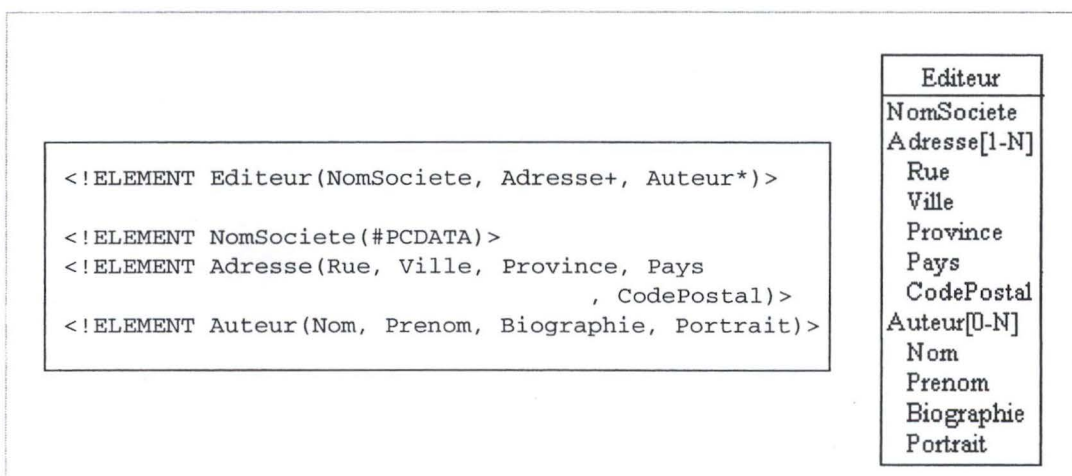 <!ELEMENT Editeur(NomSociete, Adresse+, Auteur*)>
<!ELEMENT NomSociete(#PCDATA)>
<!ELEMENT Adresse(Rue, Ville, Province, Pays
, CodePostal)>
<!ELEMENT Auteur(Nom, Prenom, Biographie, Portrait)>
Editeur
NomSociete
Adresse[1-N]
Rue
Ville
Province
Pays
CodePostal
Auteur[0-N]
Nom
Prenom
Biographie
Portrait